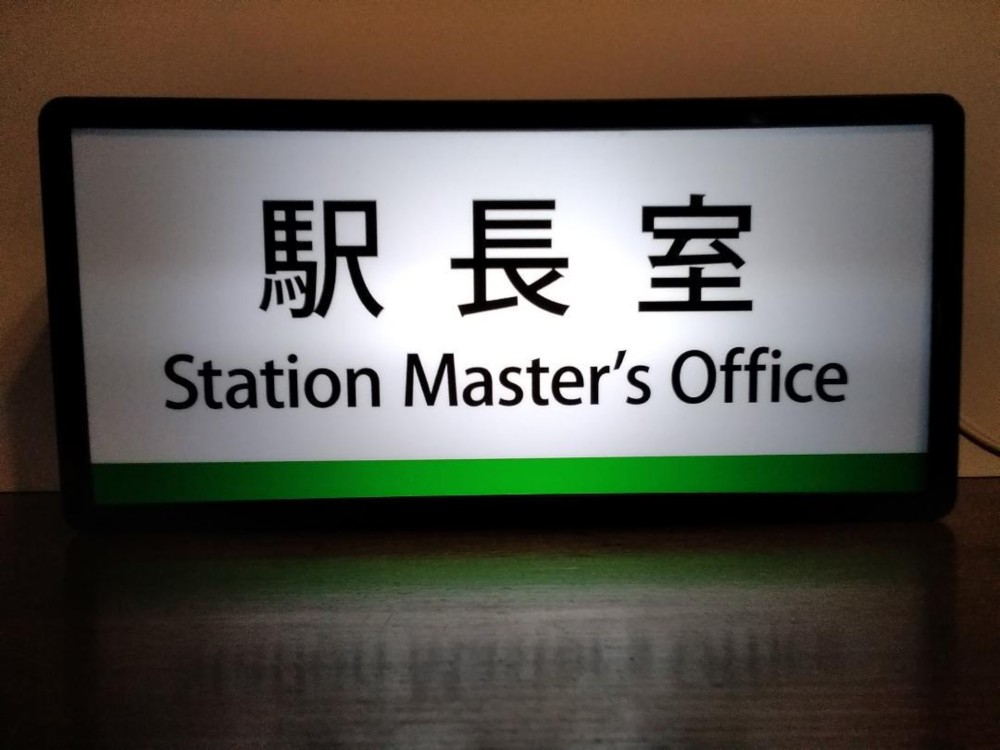 駅長室
Station Master's Office